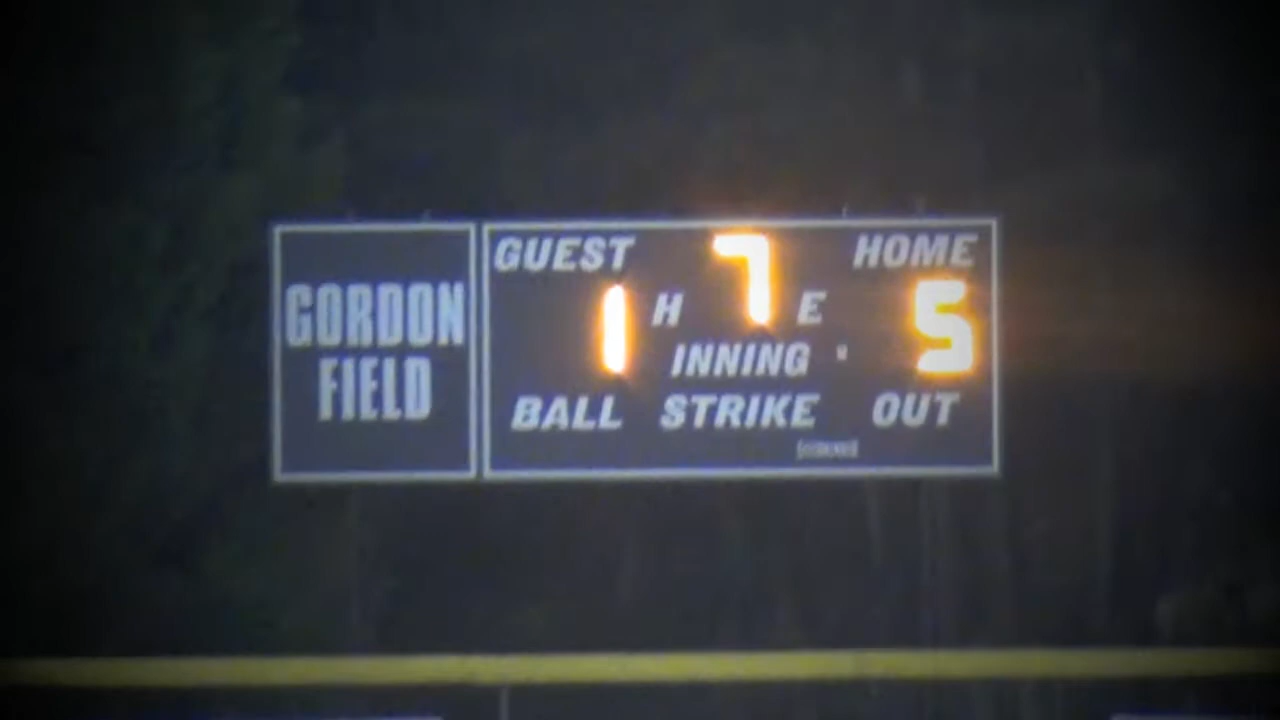 GORDON
FIELD
GUEST 7 HOME
1 H E 5
INNING
BALL STRIKE OUT